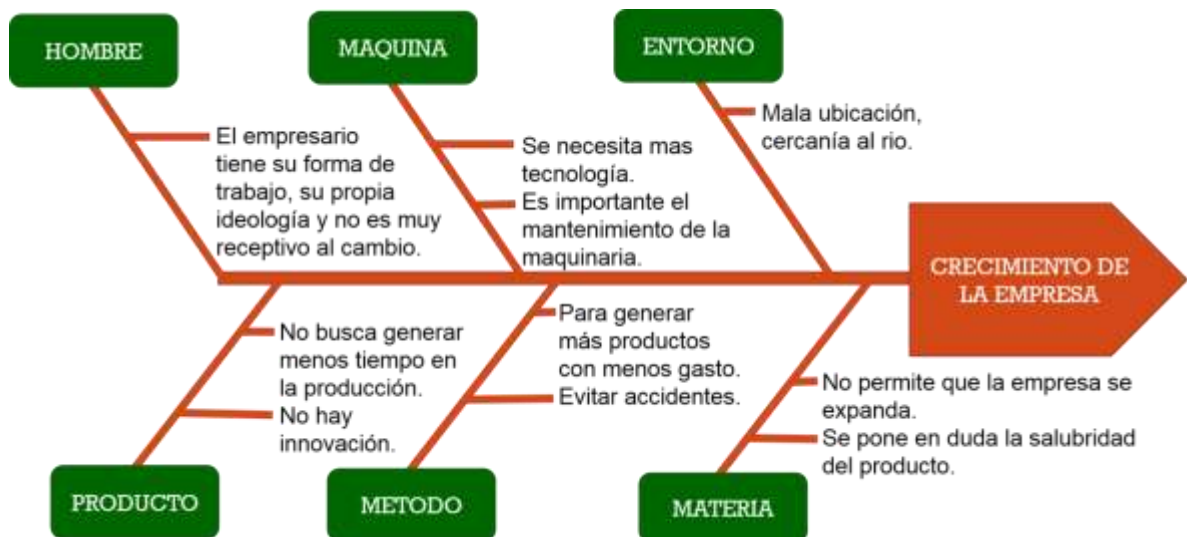 HOMBRE
MAQUINA
ENTORNO
El empresario
tiene su forma de
trabajo, su propia
ideología y no es muy
receptivo al cambio.
Se necesita mas
tecnología.
Es importante el
mantenimiento de la
maquinaria.
Mala ubicación,
cercanía al rio.
CRECIMIENTO DE
LA EMPRESA
No busca generar
menos tiempo en
la producción.
No hay
innovación.
Para generar
más productos
con menos gasto.
Evitar accidentes.
No permite que la empresa se
expanda.
Se pone en duda la salubridad
del producto.
PRODUCTO
METODO
MATERIA